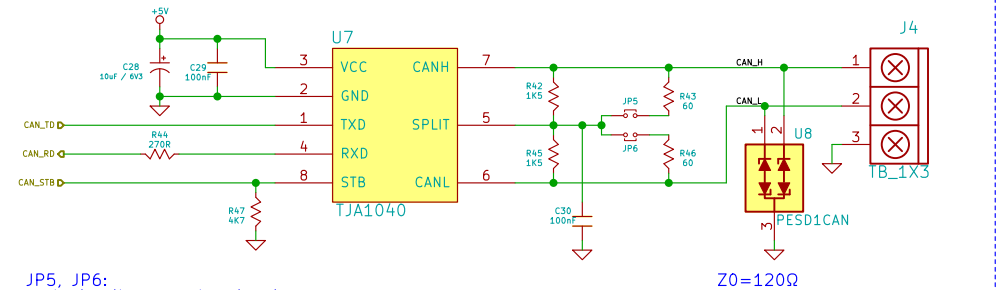 +5V
J4
U7
C28
10uF / 6V3
C29
100nF
3
VCC
CANH
7
CAN_H
1
R42
1K5
R43
60
JP5
2
GND
CAN_L
2
CAN_TD
1
TXD
SPLIT
5
JP6
1
2
U8
3
R44
270R
CAN_RD
4
RXD
R45
1K5
R46
60
TB_1X3
CAN_STB
8
STB
CANL
6
TJA1040
R47
4K7
C30
100nF
3
PESD1CAN
JP5, JP6:
Z0=120Ω